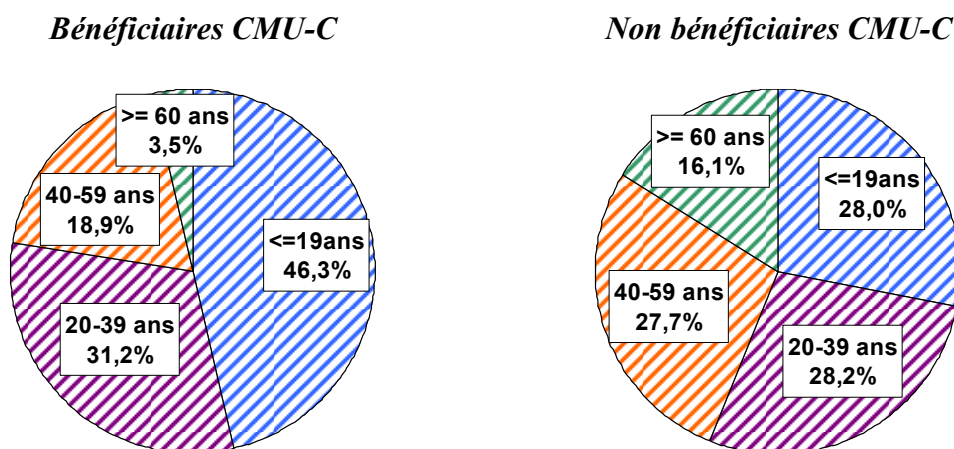 Bénéficiaires CMU-C
>= 60 ans
3,5%
40-59 ans
18,9%
<=19ans
46,3%
20-39 ans
31,2%
Non bénéficiaires CMU-C
>= 60 ans
16,1%
<=19ans
28,0%
40-59 ans
27,7%
20-39 ans
28,2%